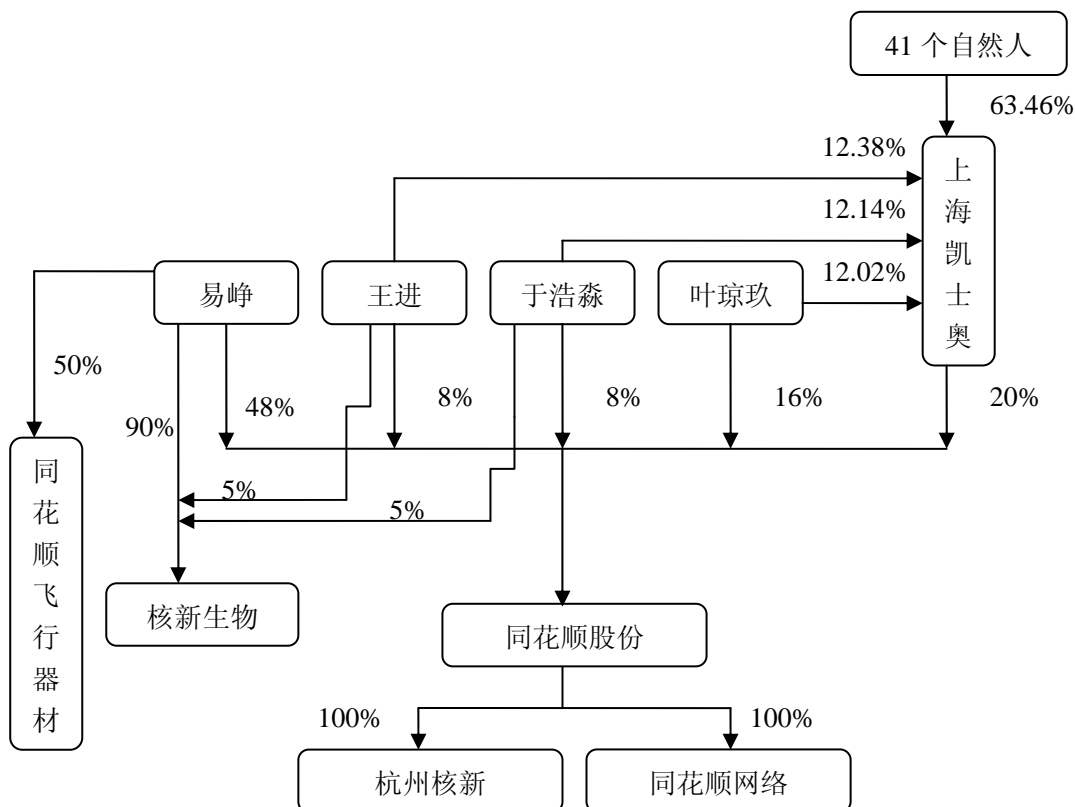 41 个自然人
63.46%
12.38%
上海凯士奥
12.14%
12.02%
易峥
王进
于浩淼
叶琼玖
50%
90%
48%
8%
8%
16%
20%
5%
5%
同花顺飞行器材
核新生物
同花顺股份
100%
100%
杭州核新
同花顺网络